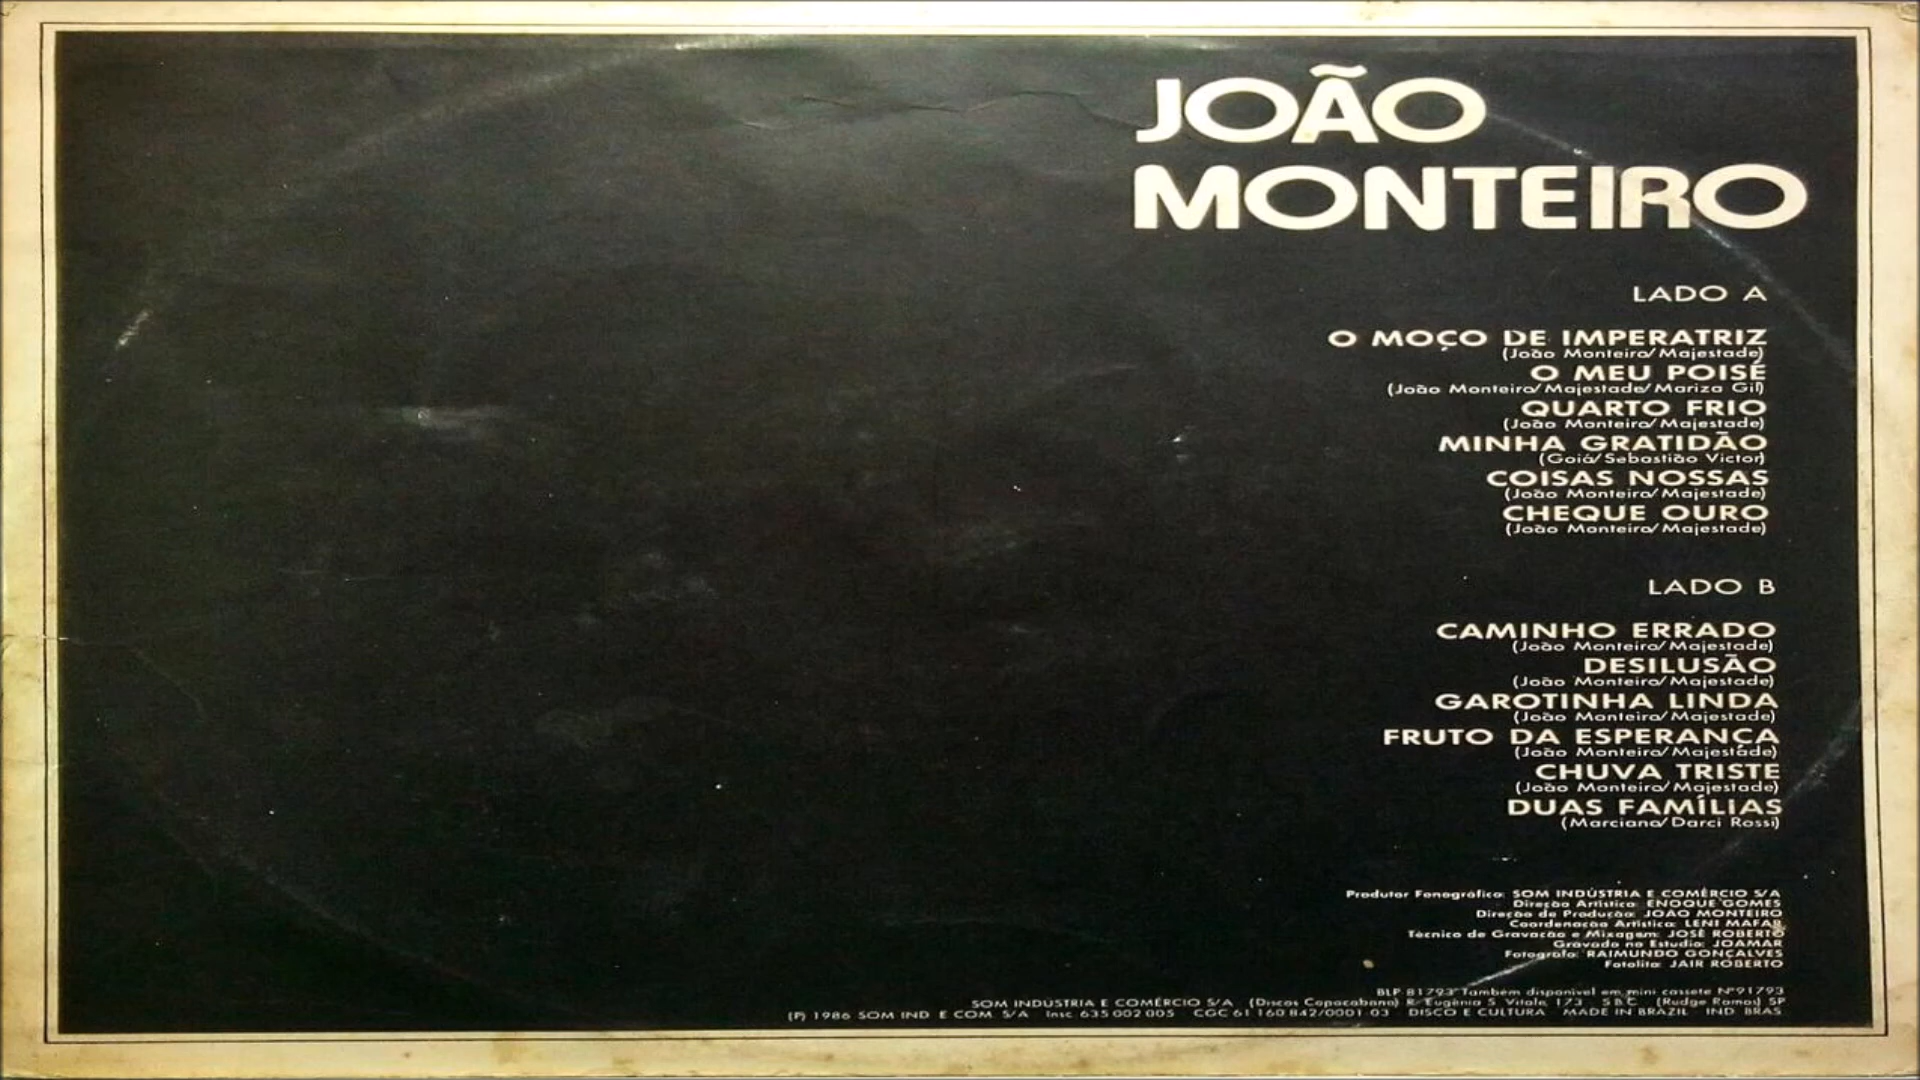 JOÃO
MONTEIRO
LADO A
O MOÇO DE IMPERATRIZ
(João Monteiro/Majestade)
O MEU POISÉ
(João Monteiro/Majestade/Mariza Gil)
QUARTO FRIO
(João Monteiro/Majestade)
MINHA GRATIDÃO
(Goiá/Sebastião Victor)
COISAS NOSSAS
(João Monteiro/Majestade)
CHEQUE OURO
(João Monteiro/Majestade)
LADO B
CAMINHO ERRADO
(João Monteiro/Majestade)
DESILUSÃO
(João Monteiro/Majestade)
GAROTINHA LINDA
(João Monteiro/Majestade)
FRUTO DA ESPERANÇA
(João Monteiro/Majestade)
CHUVA TRISTE
(João Monteiro/Majestade)
DUAS FAMÍLIAS
(Marciano/Darci Rossi)
Produtor Fonográfico: SOM INDÚSTRIA E COMÉRCIO S/A
Direção Artística: ENOQUE GOMES
Direção de Produção: JOÃO MONTEIRO
Coordenação Artística: LENI MAFAR
Técnico de Gravação e Mixagem: JOSÉ ROBERTO
Gravado no Estudio: JOAMAR
Fotografo: RAIMUNDO GONÇALVES
Fotolito: JAIR ROBERTO
BLP 81793 Também disponível em mini cassete Nº 91793
SOM INDÚSTRIA E COMÉRCIO S/A (Discos Copacabana) R. Eugênia S. Vitale, 173 S.B.C. (Rudge Ramos) SP
(P) 1986 SOM IND. E COM. S/A Insc. 635 002 005 CGC 61 160 842/0001 03 DISCO E CULTURA MADE IN BRAZIL IND. BRAS.